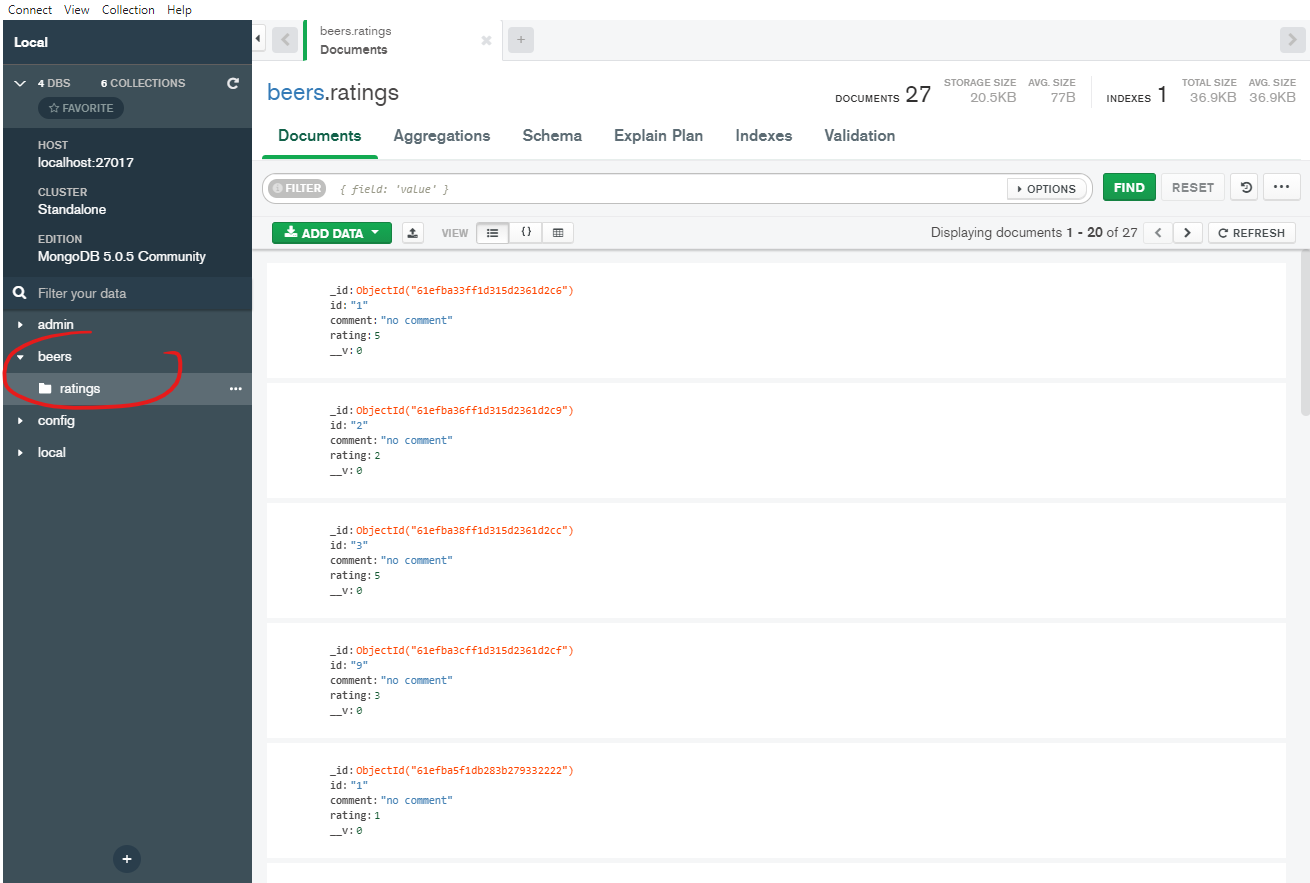 Connect View Collection Help
Local
4 DBS 6 COLLECTIONS
FAVORITE
HOST
localhost:27017
CLUSTER
Standalone
EDITION
MongoDB 5.0.5 Community
Filter your data
admin
beers
ratings
config
local
beers.ratings
Documents
beers.ratings
DOCUMENTS 27
STORAGE SIZE
20.5KB
AVG. SIZE
77B
INDEXES 1
TOTAL SIZE
36.9KB
AVG. SIZE
36.9KB
Documents Aggregations Schema Explain Plan Indexes Validation
FILTER { field: 'value' } OPTIONS FIND RESET
ADD DATA VIEW {} Displaying documents 1 - 20 of 27 REFRESH
_id: ObjectId("61efba33ff1d315d2361d2c6")
id: "1"
comment: "no comment"
rating: 5
__v: 0
_id: ObjectId("61efba36ff1d315d2361d2c9")
id: "2"
comment: "no comment"
rating: 2
__v: 0
_id: ObjectId("61efba38ff1d315d2361d2cc")
id: "3"
comment: "no comment"
rating: 5
__v: 0
_id: ObjectId("61efba3cff1d315d2361d2cf")
id: "9"
comment: "no comment"
rating: 3
__v: 0
_id: ObjectId("61efba5f1db283b279332222")
id: "1"
comment: "no comment"
rating: 1
__v: 0